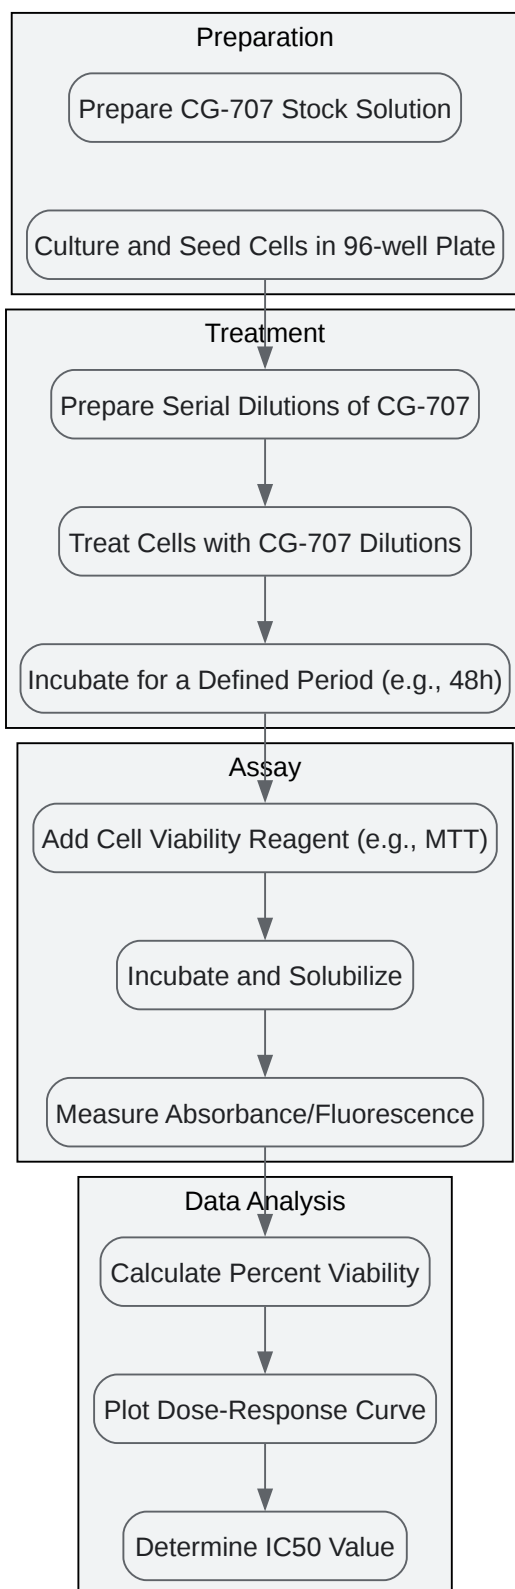 Preparation
Prepare CG-707 Stock Solution
Culture and Seed Cells in 96-well Plate
Treatment
Prepare Serial Dilutions of CG-707
Treat Cells with CG-707 Dilutions
Incubate for a Defined Period (e.g., 48h)
Assay
Add Cell Viability Reagent (e.g., MTT)
Incubate and Solubilize
Measure Absorbance/Fluorescence
Data Analysis
Calculate Percent Viability
Plot Dose-Response Curve
Determine IC50 Value